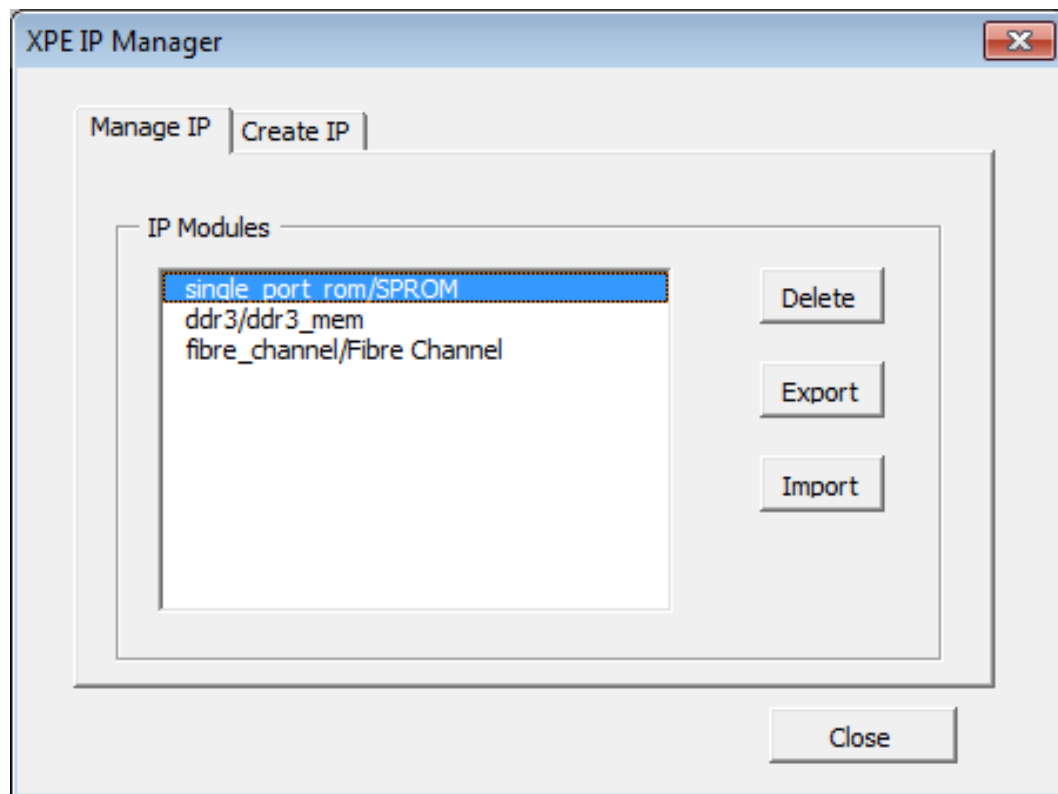 XPE IP Manager
Manage IP
Create IP
IP Modules
single_port_rom/SPROM
ddr3/ddr3_mem
fibre_channel/Fibre Channel
Delete
Export
Import
Close